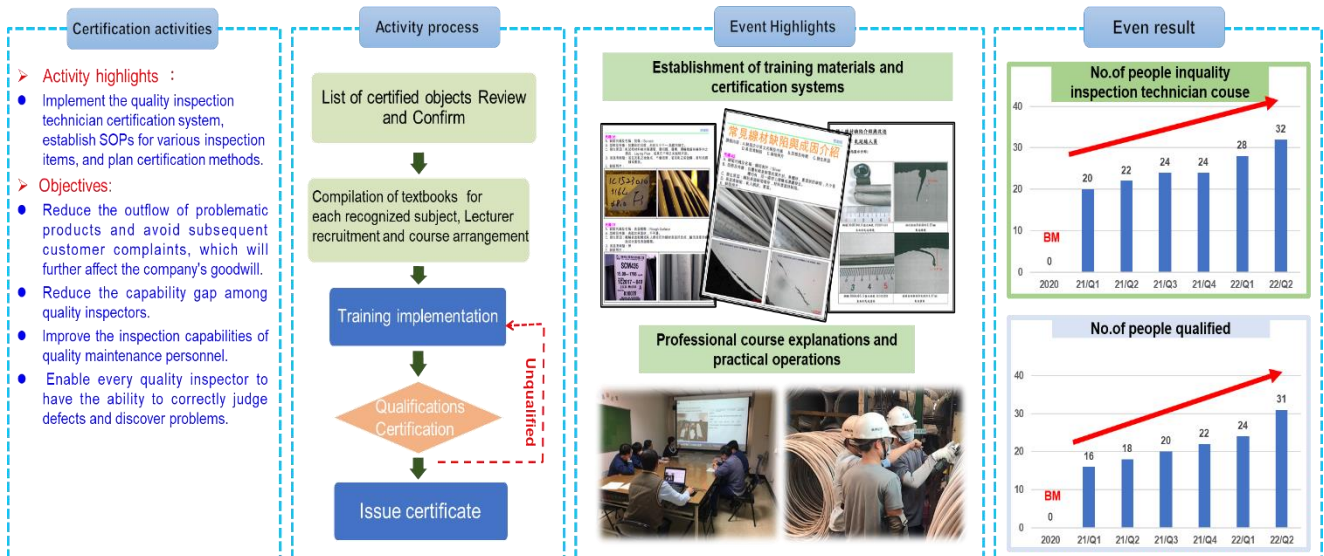 Certification activities
Activity highlights ：
Implement the quality inspection
technician certification system,
establish SOPs for various inspection
items, and plan certification methods.
Objectives:
Reduce the outflow of problematic
products and avoid subsequent
customer complaints, which will
further affect the company's goodwill.
Reduce the capability gap among
quality inspectors.
Improve the inspection capabilities of
quality maintenance personnel.
Enable every quality inspector to
have the ability to correctly judge
defects and discover problems.
Activity process
List of certified objects Review
and Confirm
Compilation of textbooks for
each recognized subject, Lecturer
recruitment and course arrangement
Training implementation
Unqualified
Qualifications
Certification
Issue certificate
Event Highlights
Establishment of training materials and
certification systems
常見線材缺陷與成因介紹
SCM435
Professional course explanations and
practical operations
Even result
No.of people inquality
inspection technician couse
40
30
20
10
0
BM
0
20
22
24
24
28
32
2020 21/Q1 21/Q2 21/Q3 21/Q4 22/Q1 22/Q2
No.of people qualified
40
30
20
10
0
BM
0
16
18
20
22
24
31
2020 21/Q1 21/Q2 21/Q3 21/Q4 22/Q1 22/Q2